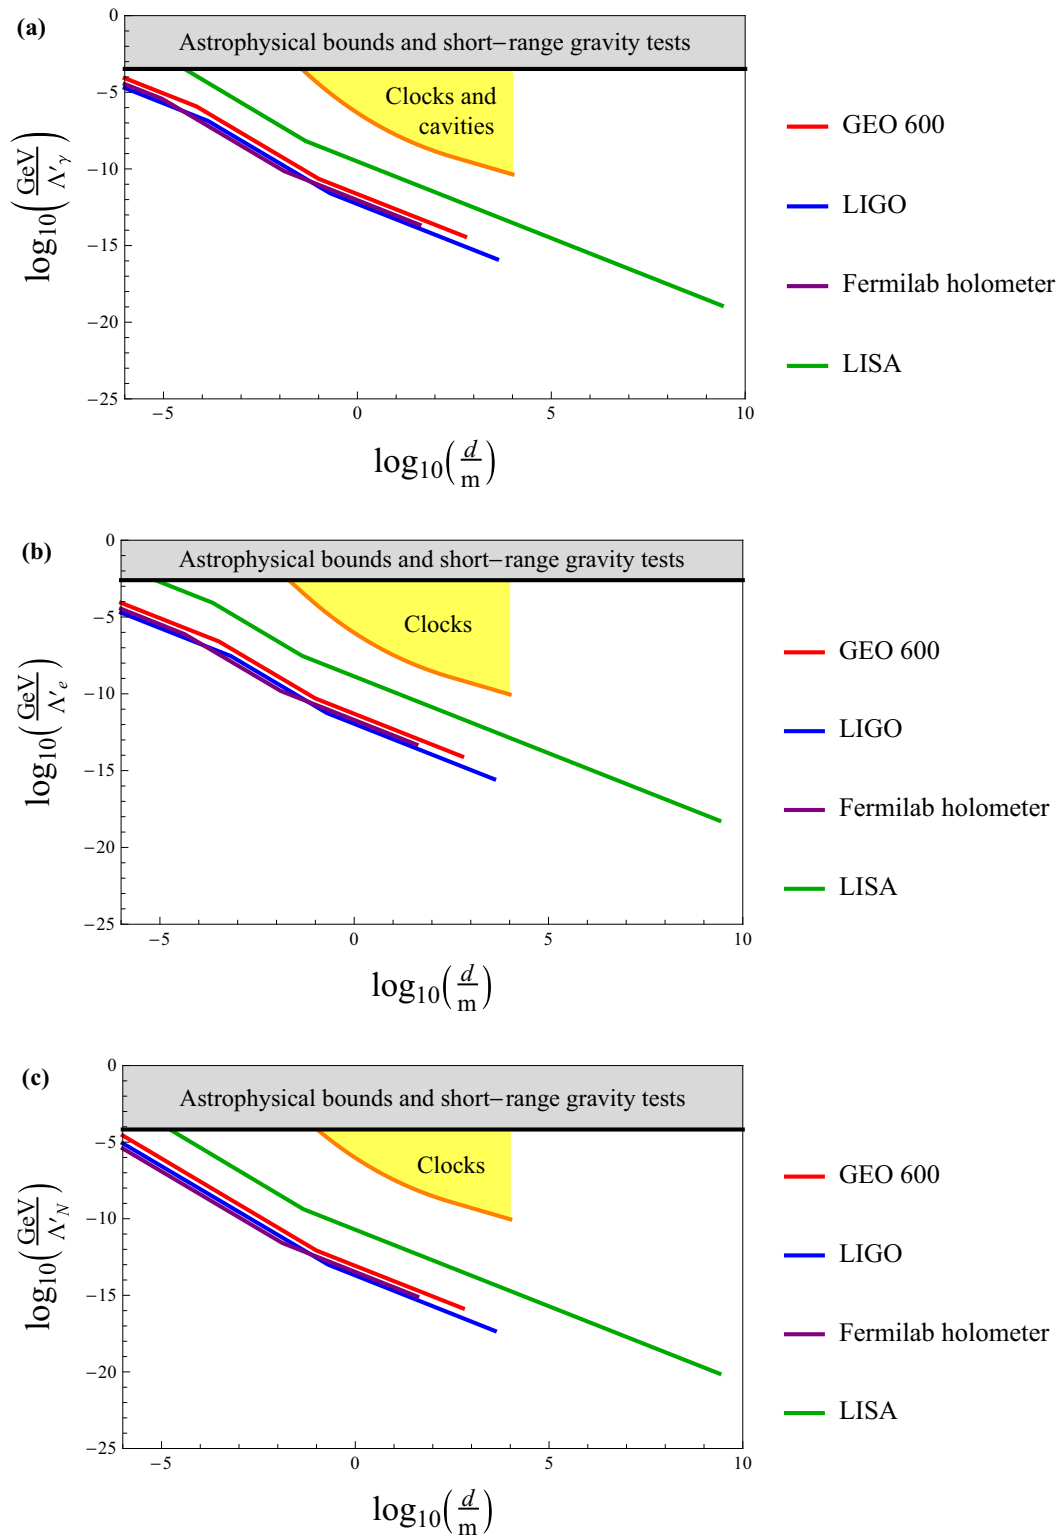 (a)
0
Astrophysical bounds and short−range gravity tests
−5
Clocks and
cavities
−10
−15
−20
−25
log10(GeV/Λ′γ)
−5 0 5 10
log10(d/m)
GEO 600
LIGO
Fermilab holometer
LISA
(b)
0
Astrophysical bounds and short−range gravity tests
−5
Clocks
−10
−15
−20
−25
log10(GeV/Λ′e)
−5 0 5 10
log10(d/m)
GEO 600
LIGO
Fermilab holometer
LISA
(c)
0
Astrophysical bounds and short−range gravity tests
−5
Clocks
−10
−15
−20
−25
log10(GeV/Λ′N)
−5 0 5 10
log10(d/m)
GEO 600
LIGO
Fermilab holometer
LISA